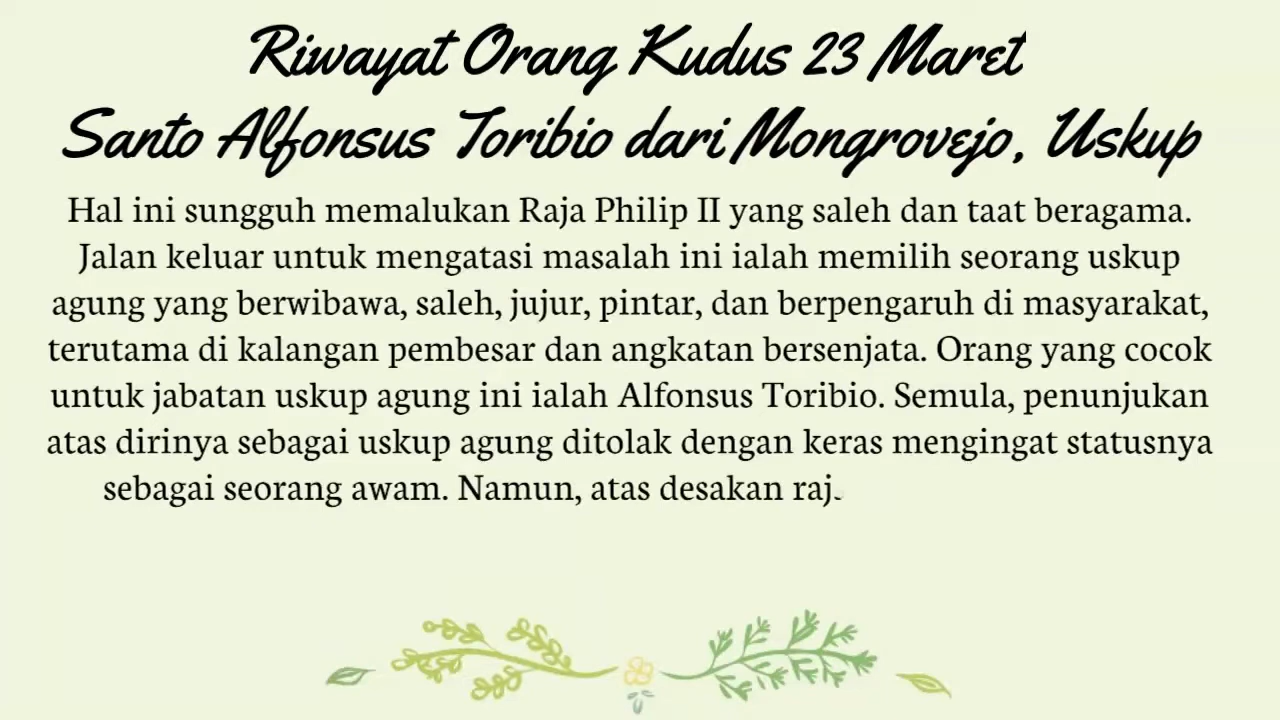 Riwayat Orang Kudus 23 Maret
Santo Alfonsus Toribio dari Mongrovejo, Uskup
Hal ini sungguh memalukan Raja Philip II yang saleh dan taat beragama.
Jalan keluar untuk mengatasi masalah ini ialah memilih seorang uskup
agung yang berwibawa, saleh, jujur, pintar, dan berpengaruh di masyarakat,
terutama di kalangan pembesar dan angkatan bersenjata. Orang yang cocok
untuk jabatan uskup agung ini ialah Alfonsus Toribio. Semula, penunjukan
atas dirinya sebagai uskup agung ditolak dengan keras mengingat statusnya
sebagai seorang awam. Namun, atas desakan